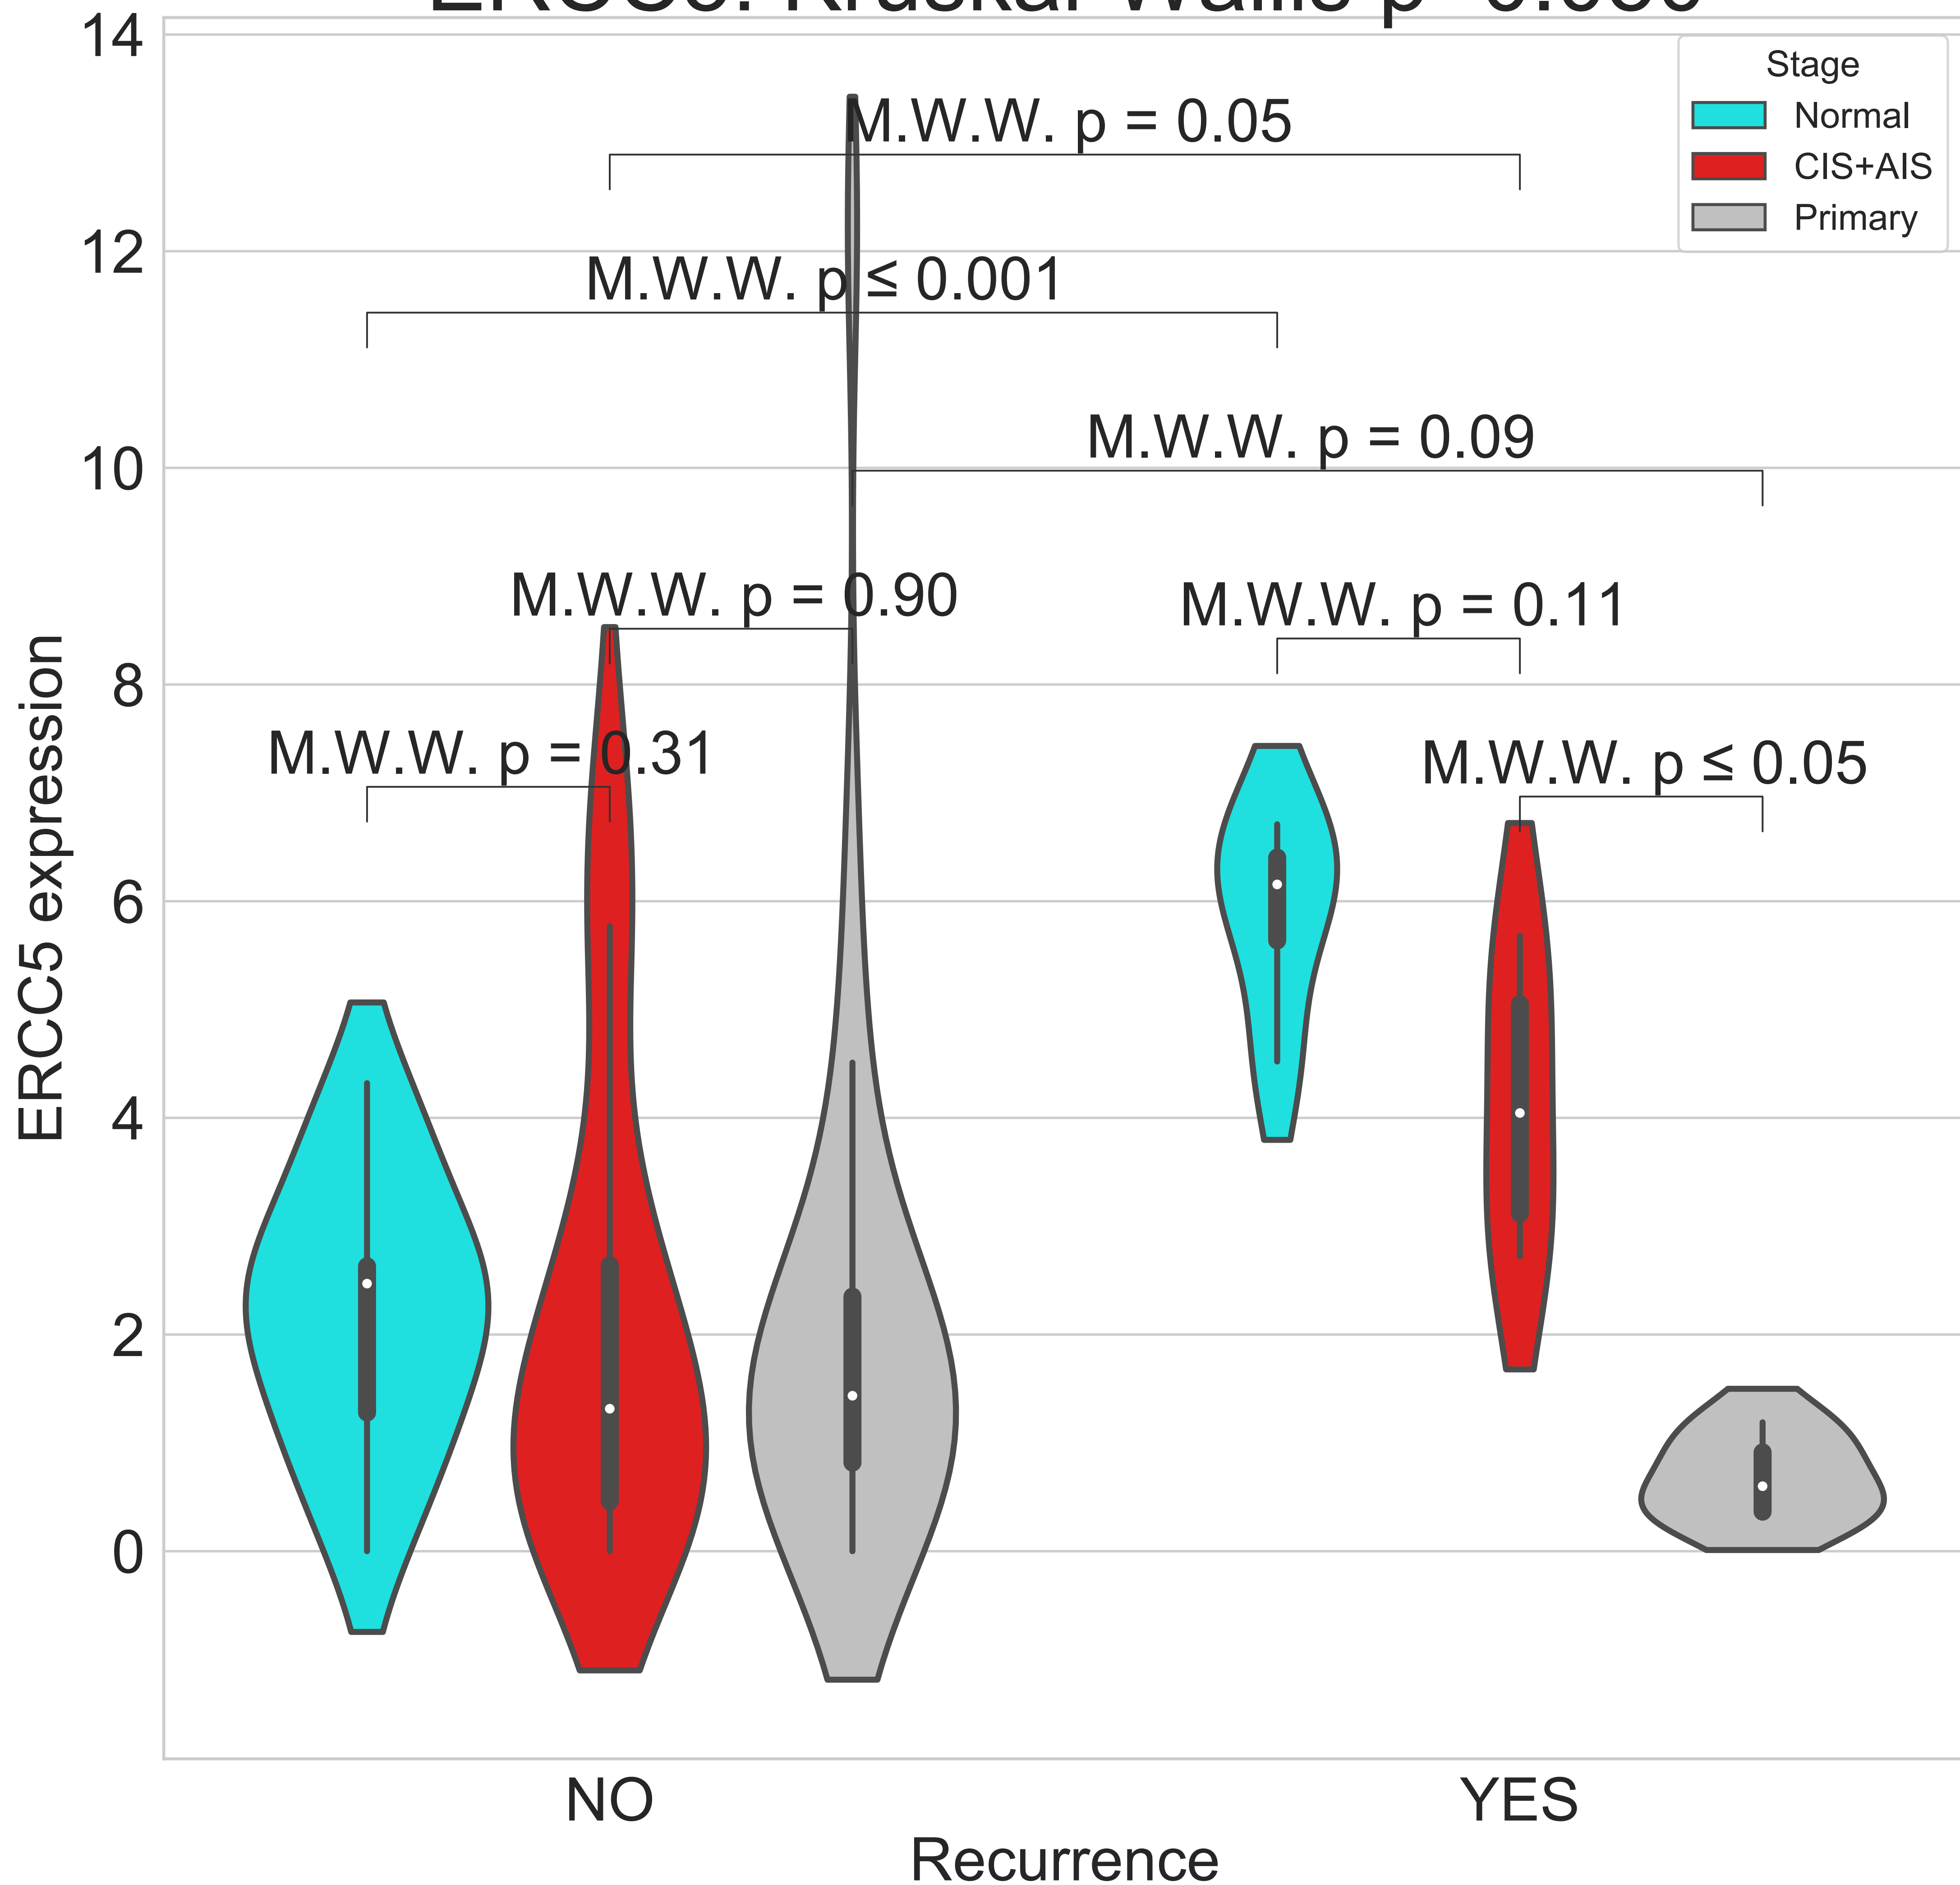 14
Stage
Normal
CIS+AIS
Primary
M.W.W. p = 0.05
12
M.W.W. p ≤ 0.001
M.W.W. p = 0.09
10
M.W.W. p = 0.90
M.W.W. p = 0.11
8
M.W.W. p = 0.31
M.W.W. p ≤ 0.05
6
4
2
0
ERCC5 expression
NO
YES
Recurrence